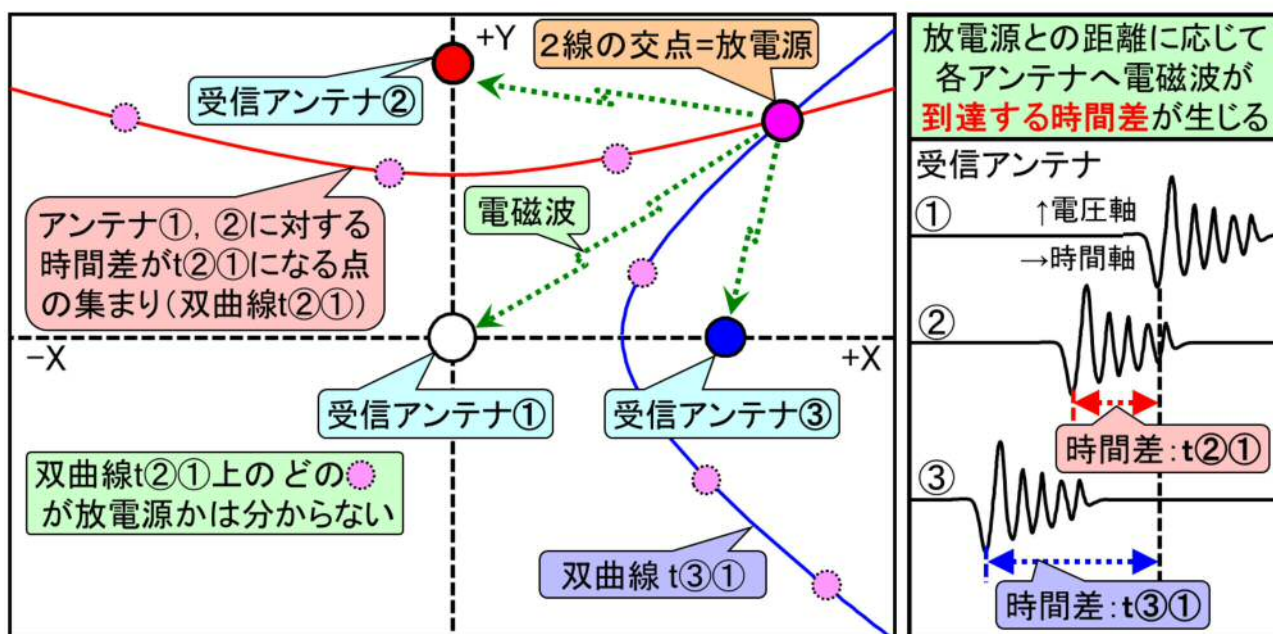 +Y
2線の交点=放電源
受信アンテナ②
電磁波
アンテナ①, ②に対する
時間差がt②①になる点
の集まり(双曲線t②①)
−X
+X
受信アンテナ①
受信アンテナ③
双曲線t②①上の どの
が放電源かは分からない
双曲線 t③①
放電源との距離に応じて
各アンテナへ電磁波が
到達する時間差が生じる
受信アンテナ
①
↑電圧軸
→時間軸
②
時間差:t②①
③
時間差:t③①